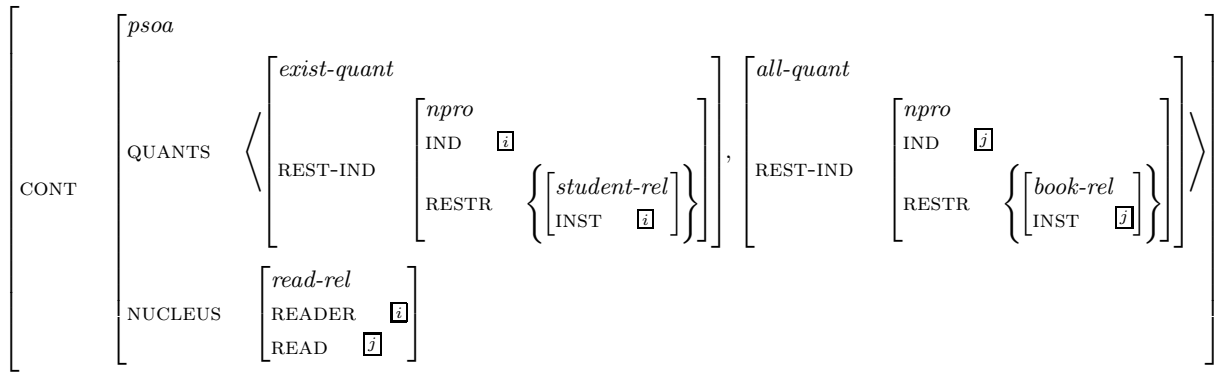 psoa
exist-quant all-quant
npro npro
IND i IND j
QUANTS ⟨ REST-IND , REST-IND ⟩
CONT RESTR { [ student-rel ] } RESTR { [ book-rel ] }
INST i INST j
read-rel
NUCLEUS READER i
READ j